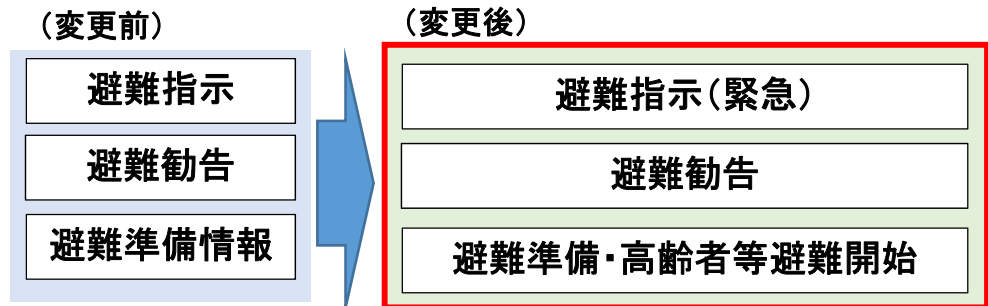 （変更前）
避難指示
避難勧告
避難準備情報
（変更後）
避難指示（緊急）
避難勧告
避難準備・高齢者等避難開始